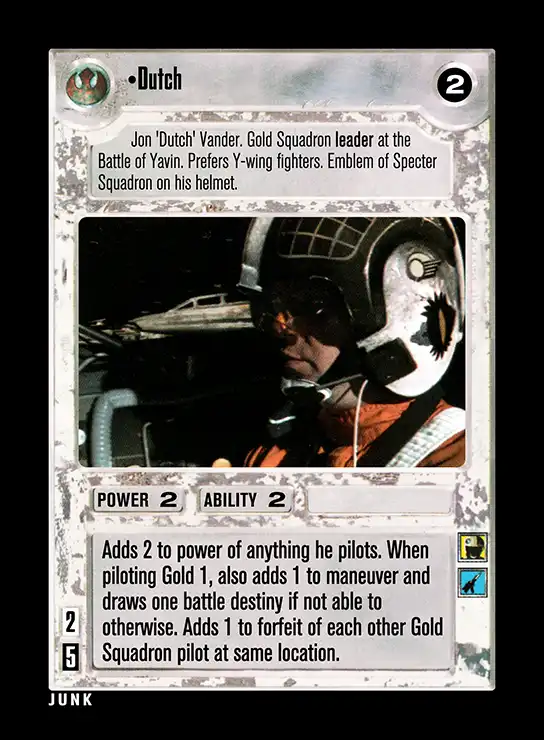 •Dutch
2
Jon 'Dutch' Vander. Gold Squadron leader at the
Battle of Yavin. Prefers Y-wing fighters. Emblem of Specter
Squadron on his helmet.
POWER 2 ABILITY 2
Adds 2 to power of anything he pilots. When
piloting Gold 1, also adds 1 to maneuver and
draws one battle destiny if not able to
otherwise. Adds 1 to forfeit of each other Gold
Squadron pilot at same location.
2
5
JUNK